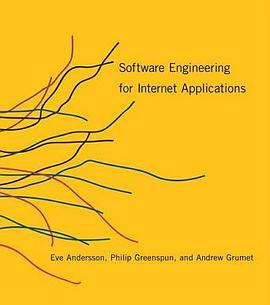 Software Engineering
for Internet Applications
Eve Andersson, Philip Greenspun, and Andrew Grumet